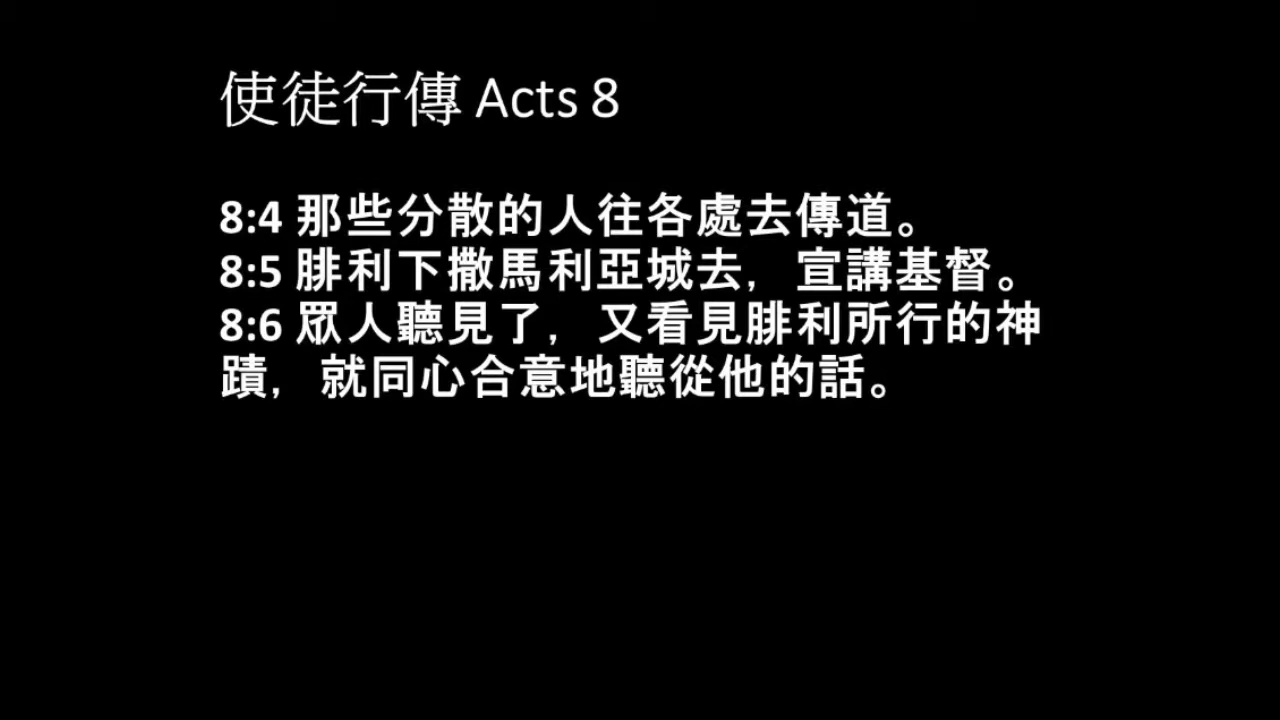 使徒行傳 Acts 8
8:4 那些分散的人往各處去傳道。
8:5 腓利下撒馬利亞城去，宣講基督。
8:6 眾人聽見了，又看見腓利所行的神
蹟，就同心合意地聽從他的話。